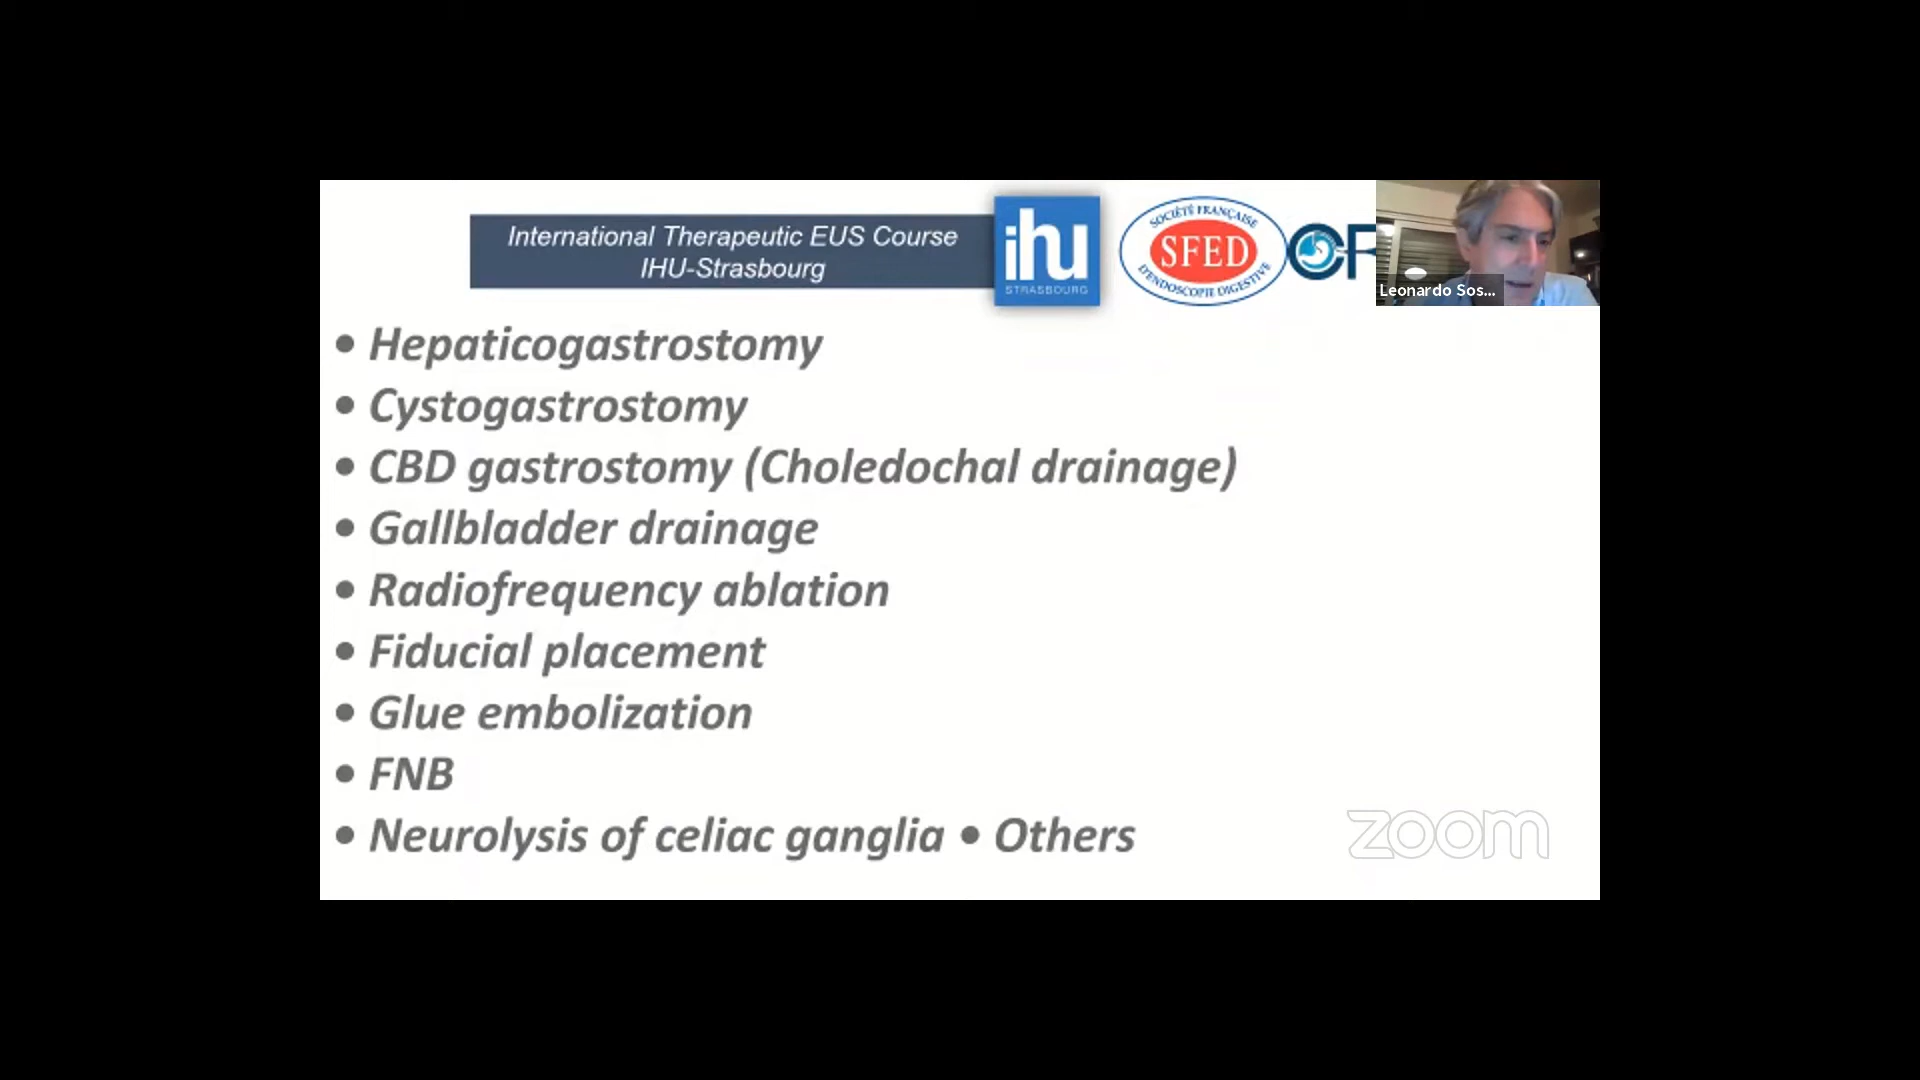 International Therapeutic EUS Course
IHU-Strasbourg
ihu
STRASBOURG
SOCIÉTÉ FRANÇAISE
SFED
D'ENDOSCOPIE DIGESTIVE
Leonardo Sos...
• Hepaticogastrostomy
• Cystogastrostomy
• CBD gastrostomy (Choledochal drainage)
• Gallbladder drainage
• Radiofrequency ablation
• Fiducial placement
• Glue embolization
• FNB
• Neurolysis of celiac ganglia • Others
zoom